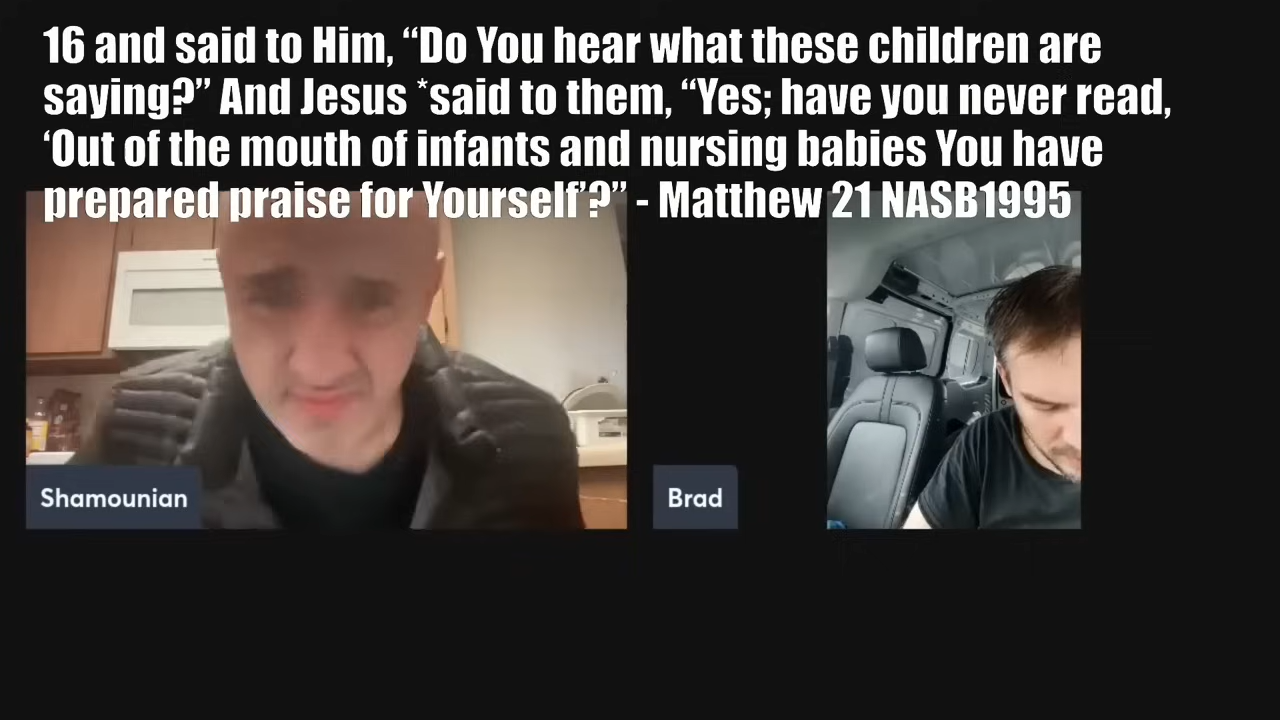 16 and said to Him, “Do You hear what these children are
saying?” And Jesus *said to them, “Yes; have you never read,
‘Out of the mouth of infants and nursing babies You have
prepared praise for Yourself’?” - Matthew 21 NASB1995
Shamounian
Brad